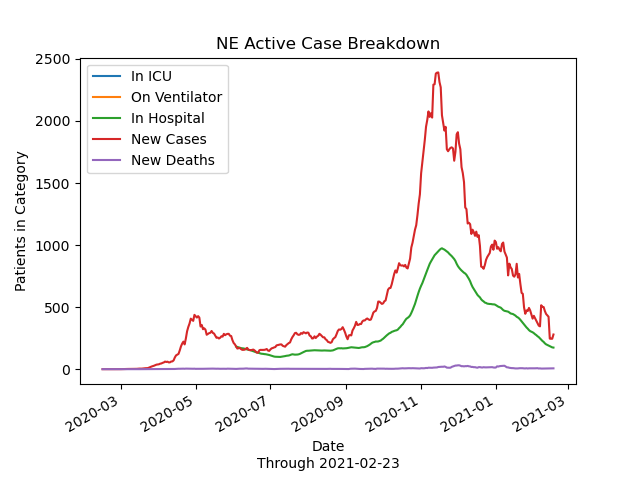 NE Active Case Breakdown
Patients in Category
2500
2000
1500
1000
500
0
In ICU
On Ventilator
In Hospital
New Cases
New Deaths
2020-03
2020-05
2020-07
2020-09
2020-11
2021-01
2021-03
Date
Through 2021-02-23